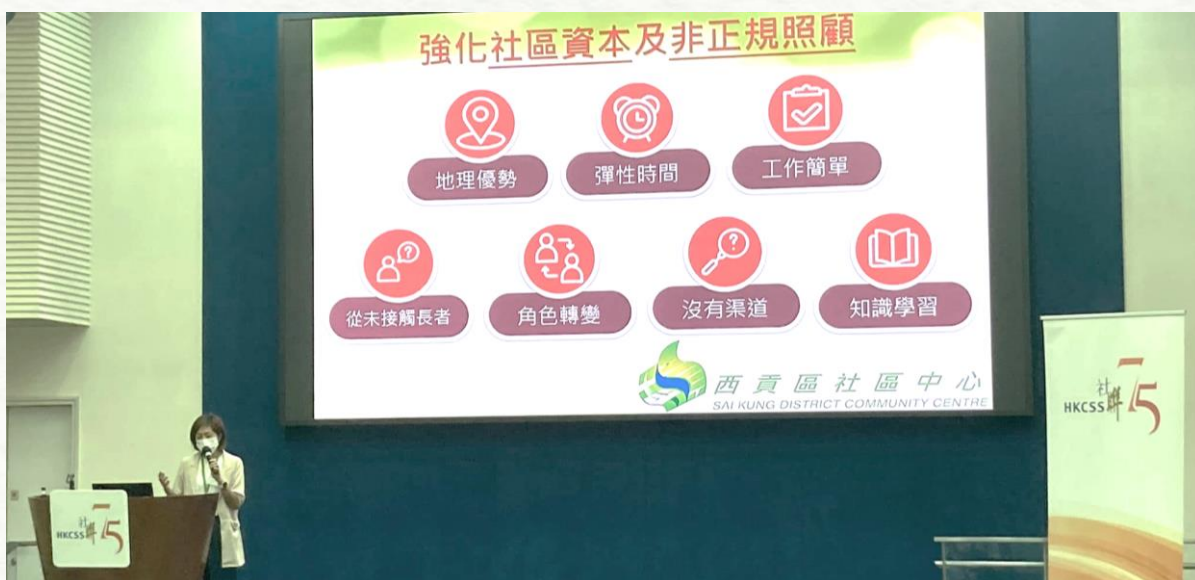 強化社區資本及非正規照顧
地理優勢
彈性時間
工作簡單
從未接觸長者
角色轉變
沒有渠道
知識學習
西貢區社區中心
SAI KUNG DISTRICT COMMUNITY CENTRE
HKCSS 社聯 75
HKCSS 社聯 75